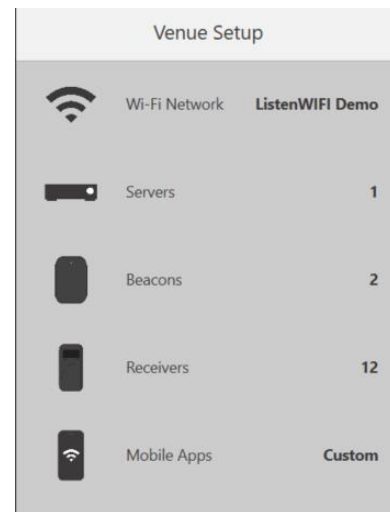 Venue Setup
Wi-Fi Network ListenWIFI Demo
Servers 1
Beacons 2
Receivers 12
Mobile Apps Custom